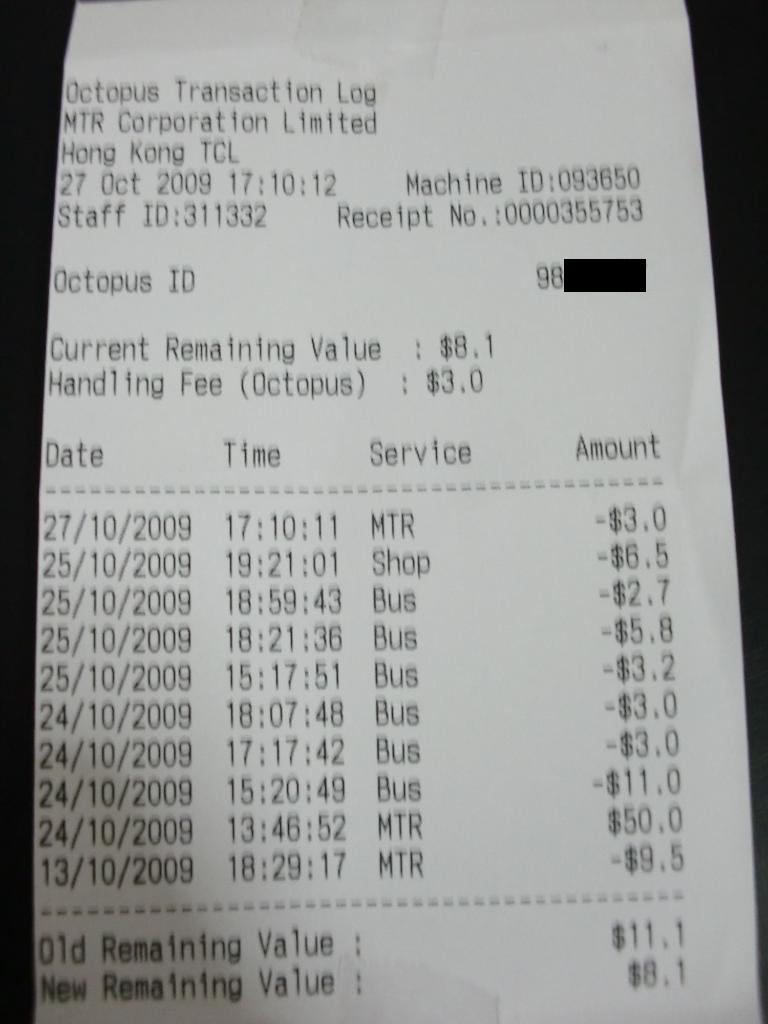 Octopus Transaction Log
MTR Corporation Limited
Hong Kong TCL
27 Oct 2009 17:10:12 Machine ID:093650
Staff ID:311332 Receipt No.:0000355753
Octopus ID 98
Current Remaining Value : $8.1
Handling Fee (Octopus) : $3.0
Date Time Service Amount
27/10/2009 17:10:11 MTR -$3.0
25/10/2009 19:21:01 Shop -$6.5
25/10/2009 18:59:43 Bus -$2.7
25/10/2009 18:21:36 Bus -$5.8
25/10/2009 15:17:51 Bus -$3.2
24/10/2009 18:07:48 Bus -$3.0
24/10/2009 17:17:42 Bus -$3.0
24/10/2009 15:20:49 Bus -$11.0
24/10/2009 13:46:52 MTR $50.0
13/10/2009 18:29:17 MTR -$9.5
Old Remaining Value : $11.1
New Remaining Value : $8.1